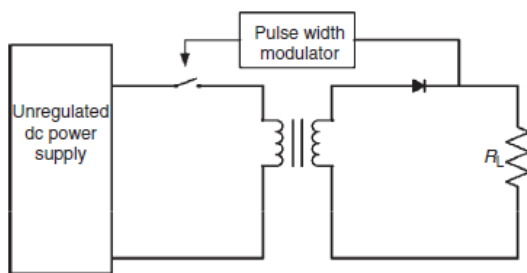 Pulse width
modulator
Unregulated
dc power
supply
RL